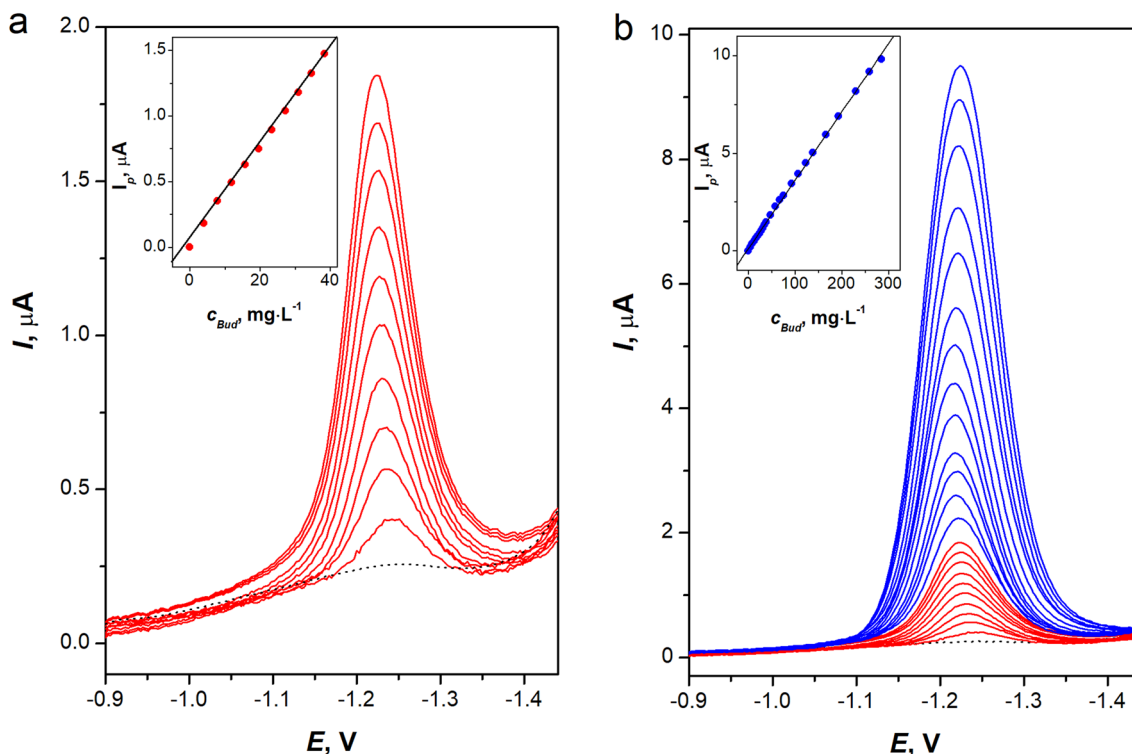 a
2.0
1.5
1.0
0.5
0.0
I, μA
-0.9 -1.0 -1.1 -1.2 -1.3 -1.4
E, V
1.5
1.0
0.5
0.0
I_p, μA
0 20 40
c_Bud, mg·L⁻¹
b
10
8
6
4
2
0
I, μA
-0.9 -1.0 -1.1 -1.2 -1.3 -1.4
E, V
10
5
0
I_p, μA
0 100 200 300
c_Bud, mg·L⁻¹